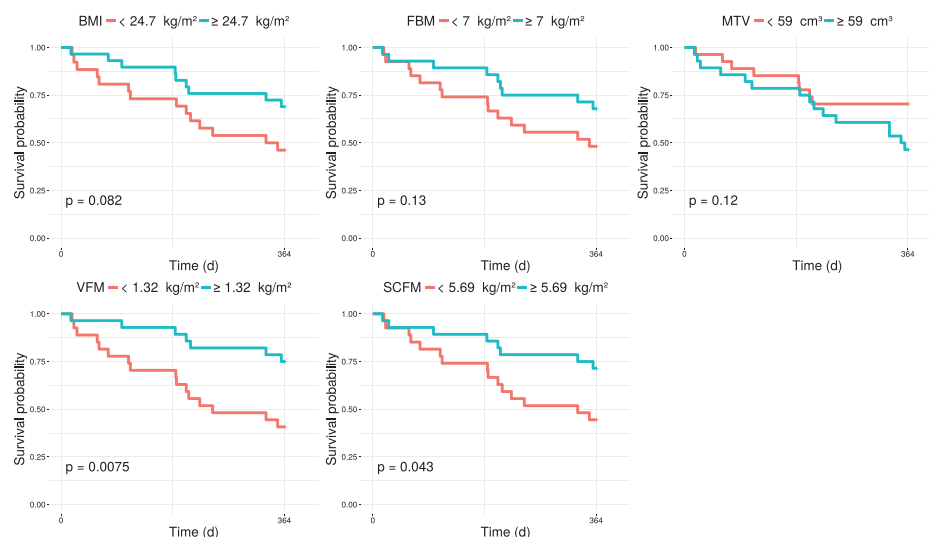 BMI < 24.7 kg/m² ≥ 24.7 kg/m²
Survival probability
1.00
0.75
0.50
0.25
0.00
p = 0.082
0
364
Time (d)
FBM < 7 kg/m² ≥ 7 kg/m²
Survival probability
1.00
0.75
0.50
0.25
0.00
p = 0.13
0
364
Time (d)
MTV < 59 cm³ ≥ 59 cm³
Survival probability
1.00
0.75
0.50
0.25
0.00
p = 0.12
0
364
Time (d)
VFM < 1.32 kg/m² ≥ 1.32 kg/m²
Survival probability
1.00
0.75
0.50
0.25
0.00
p = 0.0075
0
364
Time (d)
SCFM < 5.69 kg/m² ≥ 5.69 kg/m²
Survival probability
1.00
0.75
0.50
0.25
0.00
p = 0.043
0
364
Time (d)